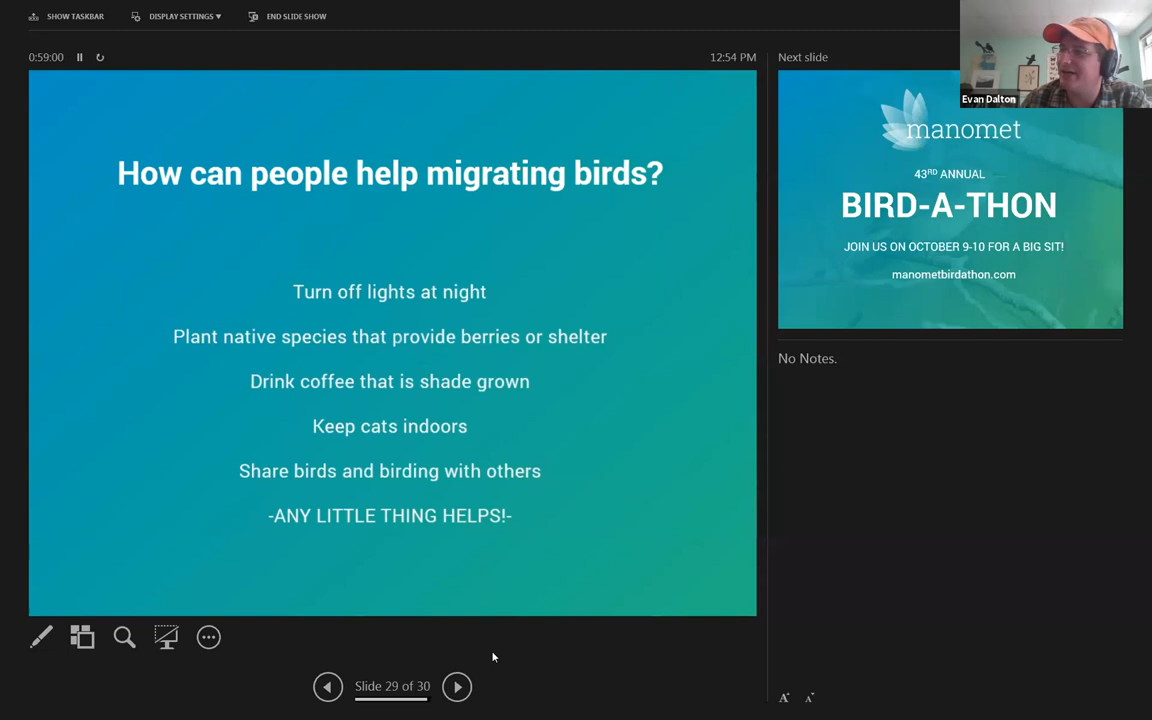 SHOW TASKBAR
DISPLAY SETTINGS ▼
END SLIDE SHOW
0:59:00
12:54 PM
Next slide
Evan Dalton
How can people help migrating birds?
Turn off lights at night
Plant native species that provide berries or shelter
Drink coffee that is shade grown
Keep cats indoors
Share birds and birding with others
-ANY LITTLE THING HELPS!-
manomet
43RD ANNUAL
BIRD-A-THON
JOIN US ON OCTOBER 9-10 FOR A BIG SIT!
manometbirdathon.com
No Notes.
Slide 29 of 30
A A